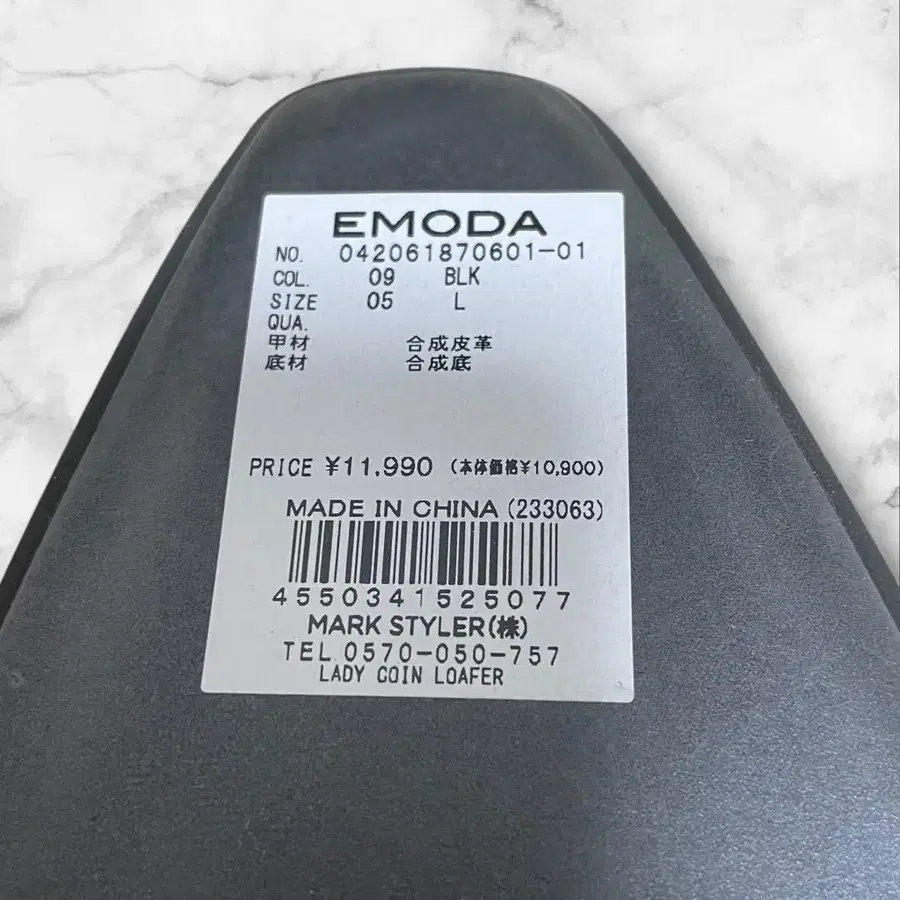 EMODA
NO. 042061870601-01
COL. 09 BLK
SIZE 05 L
QUA.
甲材 合成皮革
底材 合成底
PRICE ¥11,990 (本体価格¥10,900)
MADE IN CHINA (233063)
4550341525077
MARK STYLER(株)
TEL 0570-050-757
LADY COIN LOAFER